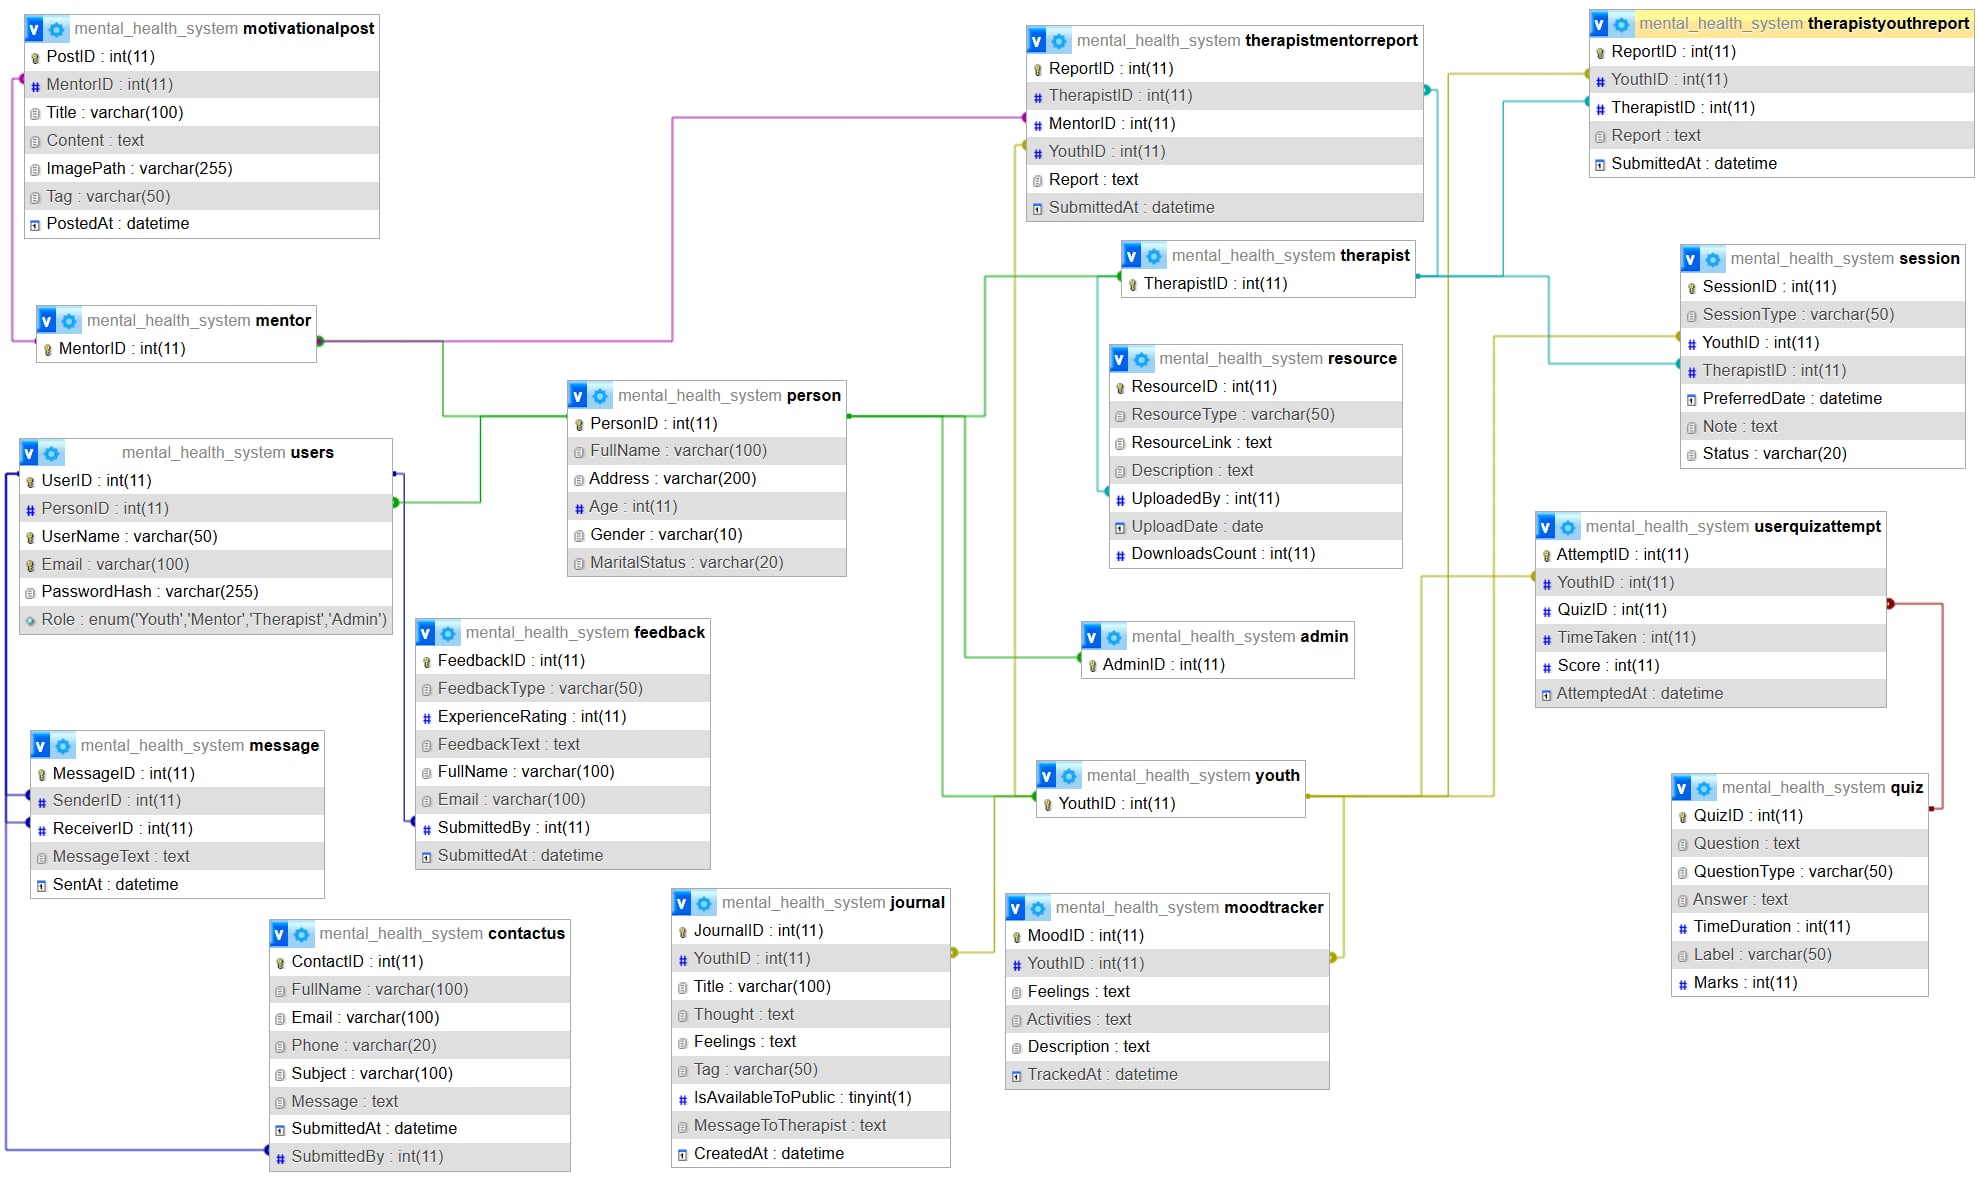 v mental_health_system motivationalpost
PostID : int(11)
# MentorID : int(11)
Title : varchar(100)
Content : text
ImagePath : varchar(255)
Tag : varchar(50)
PostedAt : datetime
v mental_health_system therapistmentorreport
ReportID : int(11)
# TherapistID : int(11)
# MentorID : int(11)
# YouthID : int(11)
Report : text
SubmittedAt : datetime
v mental_health_system therapistyouthreport
ReportID : int(11)
# YouthID : int(11)
# TherapistID : int(11)
Report : text
SubmittedAt : datetime
v mental_health_system therapist
TherapistID : int(11)
v mental_health_system session
SessionID : int(11)
SessionType : varchar(50)
# YouthID : int(11)
# TherapistID : int(11)
PreferredDate : datetime
Note : text
Status : varchar(20)
v mental_health_system mentor
MentorID : int(11)
v mental_health_system resource
ResourceID : int(11)
ResourceType : varchar(50)
ResourceLink : text
Description : text
# UploadedBy : int(11)
UploadDate : date
# DownloadsCount : int(11)
v mental_health_system person
PersonID : int(11)
FullName : varchar(100)
Address : varchar(200)
# Age : int(11)
Gender : varchar(10)
MaritalStatus : varchar(20)
v mental_health_system users
UserID : int(11)
# PersonID : int(11)
UserName : varchar(50)
Email : varchar(100)
PasswordHash : varchar(255)
Role : enum('Youth','Mentor','Therapist','Admin')
v mental_health_system userquizattempt
AttemptID : int(11)
# YouthID : int(11)
# QuizID : int(11)
# TimeTaken : int(11)
# Score : int(11)
AttemptedAt : datetime
v mental_health_system feedback
FeedbackID : int(11)
FeedbackType : varchar(50)
# ExperienceRating : int(11)
FeedbackText : text
FullName : varchar(100)
Email : varchar(100)
# SubmittedBy : int(11)
SubmittedAt : datetime
v mental_health_system admin
AdminID : int(11)
v mental_health_system message
MessageID : int(11)
# SenderID : int(11)
# ReceiverID : int(11)
MessageText : text
SentAt : datetime
v mental_health_system youth
YouthID : int(11)
v mental_health_system quiz
QuizID : int(11)
Question : text
QuestionType : varchar(50)
Answer : text
# TimeDuration : int(11)
Label : varchar(50)
# Marks : int(11)
v mental_health_system contactus
ContactID : int(11)
FullName : varchar(100)
Email : varchar(100)
Phone : varchar(20)
Subject : varchar(100)
Message : text
SubmittedAt : datetime
# SubmittedBy : int(11)
v mental_health_system journal
JournalID : int(11)
# YouthID : int(11)
Title : varchar(100)
Thought : text
Feelings : text
Tag : varchar(50)
# IsAvailableToPublic : tinyint(1)
MessageToTherapist : text
CreatedAt : datetime
v mental_health_system moodtracker
MoodID : int(11)
# YouthID : int(11)
Feelings : text
Activities : text
Description : text
TrackedAt : datetime